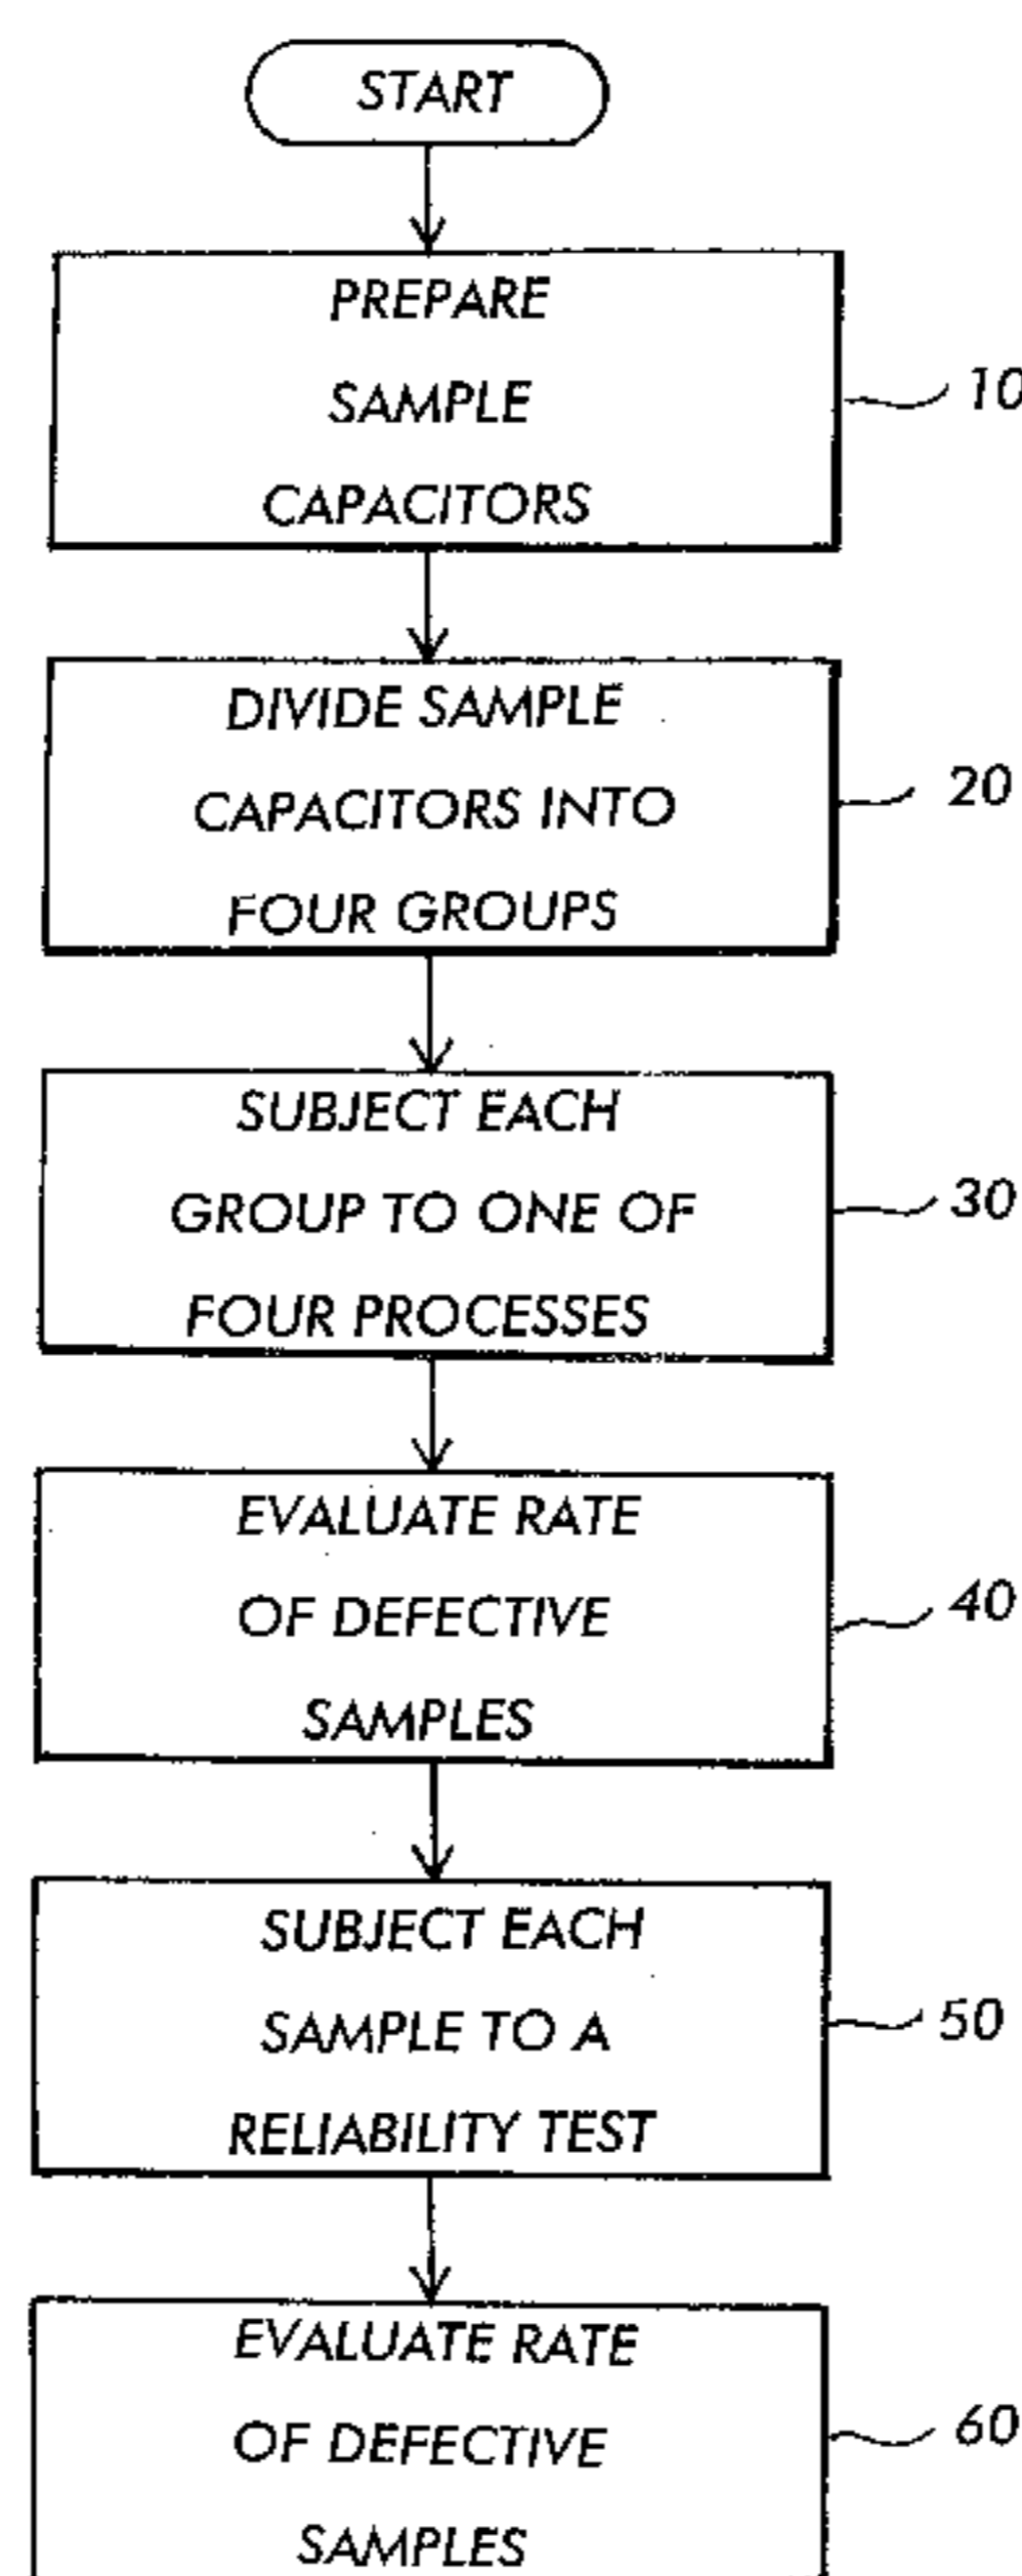 START
PREPARE
SAMPLE
CAPACITORS
10
DIVIDE SAMPLE
CAPACITORS INTO
FOUR GROUPS
20
SUBJECT EACH
GROUP TO ONE OF
FOUR PROCESSES
30
EVALUATE RATE
OF DEFECTIVE
SAMPLES
40
SUBJECT EACH
SAMPLE TO A
RELIABILITY TEST
50
EVALUATE RATE
OF DEFECTIVE
SAMPLES
60